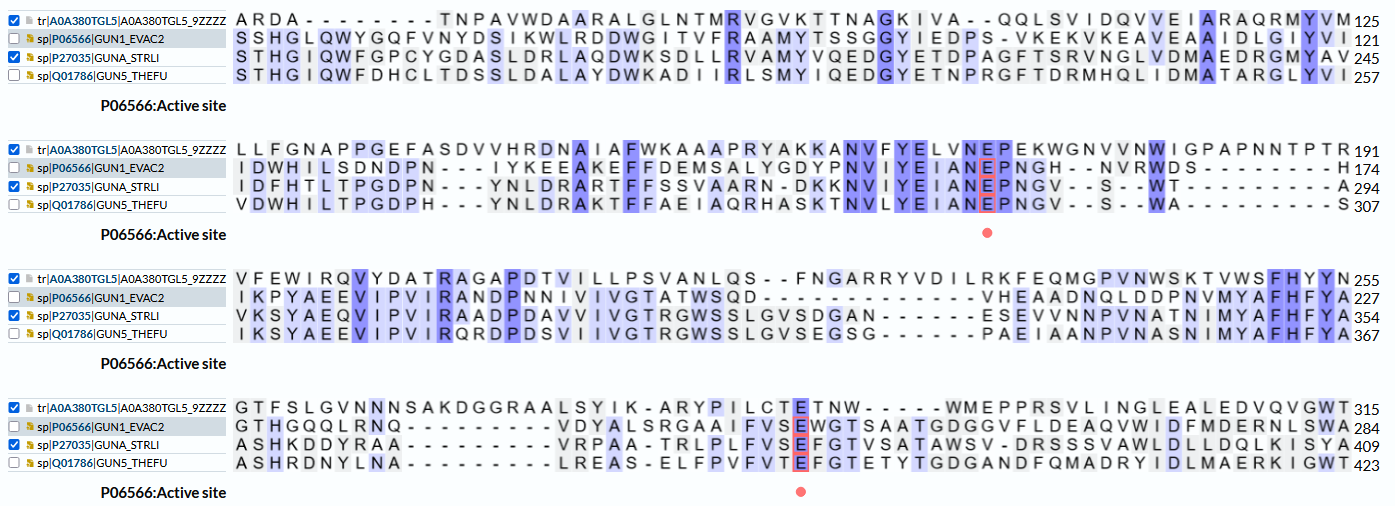 tr|A0A380TGL5|A0A380TGL5_9ZZZZ ARDA--------TNPAVWDAARALGLNTMRVGVKTTNAGKIVA--QQLSVIDQVVEIARAQRMYVM 125
sp|P06566|GUN1_EVAC2 SSHGLQWYGQFVNYDSIKWLRDDWGITVFRAAMYTSSGGYIEDPS-VKEKVKEAVEAAIDLGIYVI 121
sp|P27035|GUNA_STRLI STHGIQWFGPCYGDASLDRLAQDWKSDLLRVAMYVQEDGYETDPAGFTSRVNGLVDMAEDRGMYAV 245
sp|Q01786|GUN5_THEFU STHGIQWFDHCLTDSSLDALAYDWKADIIRLSMYIQEDGYETNPRGFTDRMHQLIDMATARGLYVI 257
P06566:Active site
tr|A0A380TGL5|A0A380TGL5_9ZZZZ LLFGNAPPGEFASDVVHRDNAIAFWKAAAPRYAKKANVFYELVNEPEKWGNVVNWIGPAPNNTPTR 191
sp|P06566|GUN1_EVAC2 IDWHILSDNDPN---IYKEEAKEFFDEMSALYGDYPNVIYEIANEPNGH--NVRWDS--------H 174
sp|P27035|GUNA_STRLI IDFHTLTPGDPN---YNLDRARTFFSSVAARN-DKKNVIYEIANEPNGV--S--WT---------A 294
sp|Q01786|GUN5_THEFU VDWHILTPGDPH---YNLDRAKTFFAEIAQRHASKTNVLYEIANEPNGV--S--WA---------S 307
P06566:Active site
tr|A0A380TGL5|A0A380TGL5_9ZZZZ VFEWIRQVYDATRAGAPDTVILLPSVANLQS--FNGARRYVDILRKFEQMGPVNWSKTVWSFHYYN 255
sp|P06566|GUN1_EVAC2 IKPYAEEVIPVIRANDPNNIVIVGTATWSQD-------------VHEAADNQLDDPNVMYAFHFYA 227
sp|P27035|GUNA_STRLI VKSYAEQVIPVIRAADPDAVVIVGTRGWSSLGVSDGAN------ESEVVNNPVNATNIMYAFHFYA 354
sp|Q01786|GUN5_THEFU IKSYAEEVIPVIRQRDPDSVIIVGTRGWSSLGVSEGSG------PAEIAANPVNASNIMYAFHFYA 367
P06566:Active site
tr|A0A380TGL5|A0A380TGL5_9ZZZZ GTFSLGVNNNSAKDGGRAALSYIK-ARYPILCTETNW-----WMEPPRSVLINGLEALEDVQVGWT 315
sp|P06566|GUN1_EVAC2 GTHGQQLRNQ---------VDYALSRGAAIFVSEWGTSAATGDGGVFLDEAQVWIDFMDERNLSWA 284
sp|P27035|GUNA_STRLI ASHKDDYRAA---------VRPAA-TRLPLFVSEFGTVSATAWSV-DRSSSVAWLDLLDQLKISYA 409
sp|Q01786|GUN5_THEFU ASHRDNYLNA---------LREAS-ELFPVFVTEFGTETYTGDGANDFQMADRYIDLMAERKIGWT 423
P06566:Active site